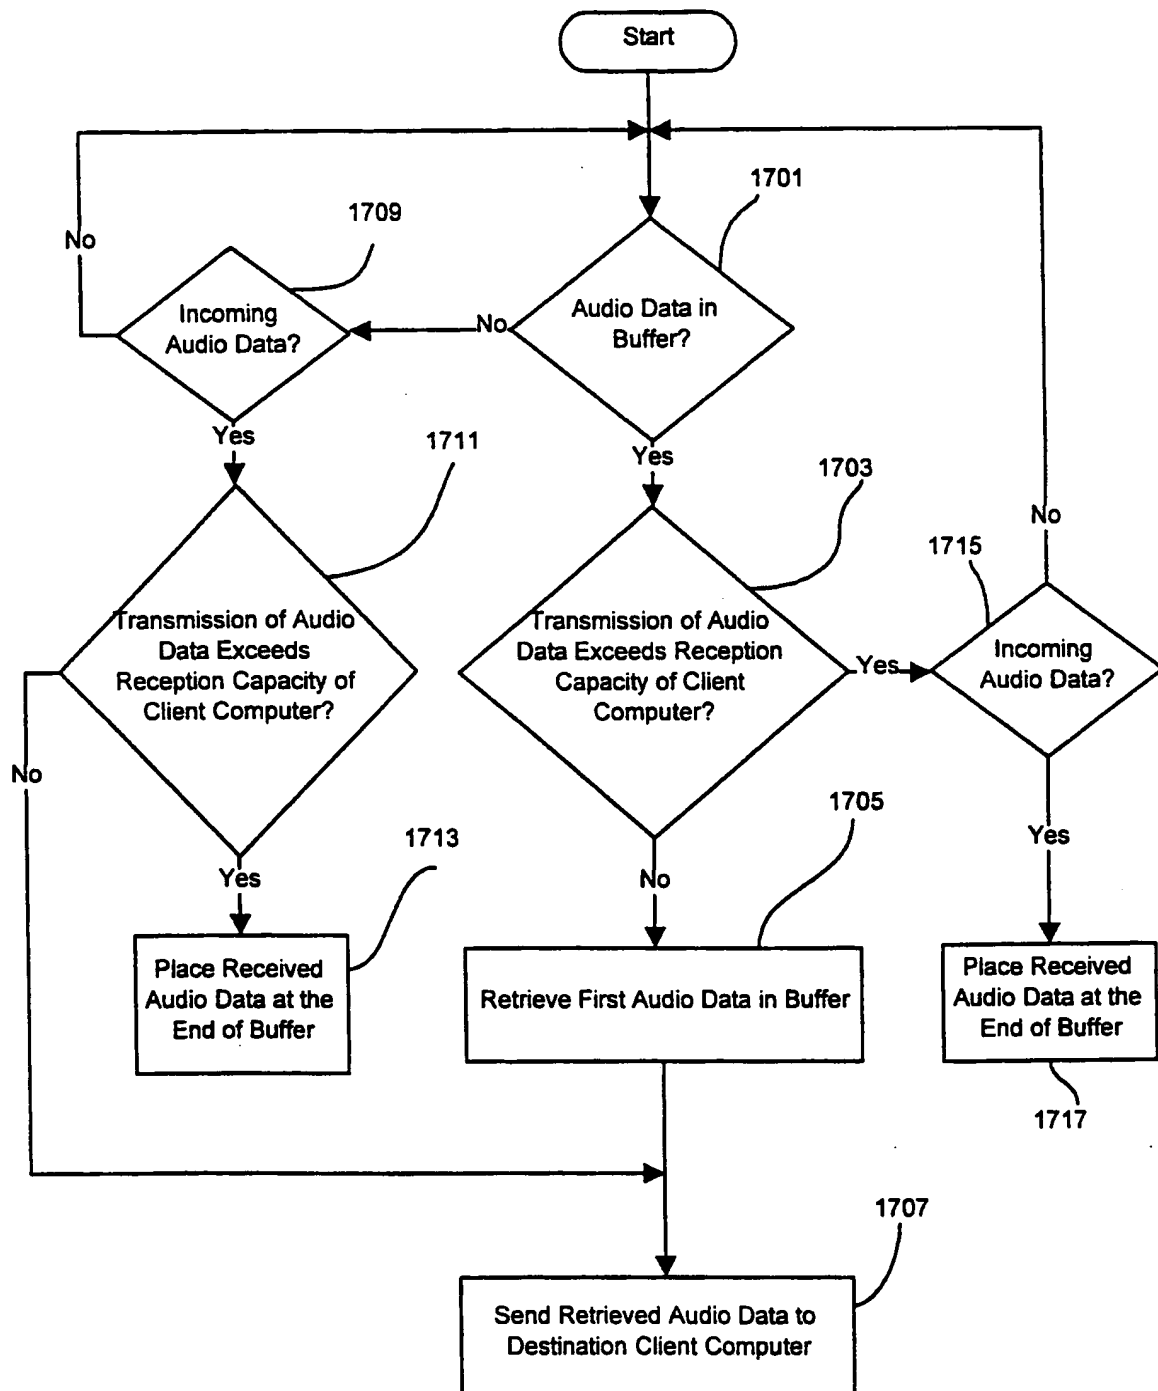 Start
1701
1709
No
Incoming
Audio Data?
No
Audio Data in
Buffer?
Yes
1711
Yes
1703
No
1715
Transmission of Audio
Data Exceeds
Reception Capacity of
Client Computer?
Transmission of Audio
Data Exceeds Reception
Capacity of Client
Computer?
Yes
Incoming
Audio Data?
No
1705
1713
Yes
No
Yes
Place Received
Audio Data at the
End of Buffer
Retrieve First Audio Data in Buffer
Place Received
Audio Data at the
End of Buffer
1717
1707
Send Retrieved Audio Data to
Destination Client Computer